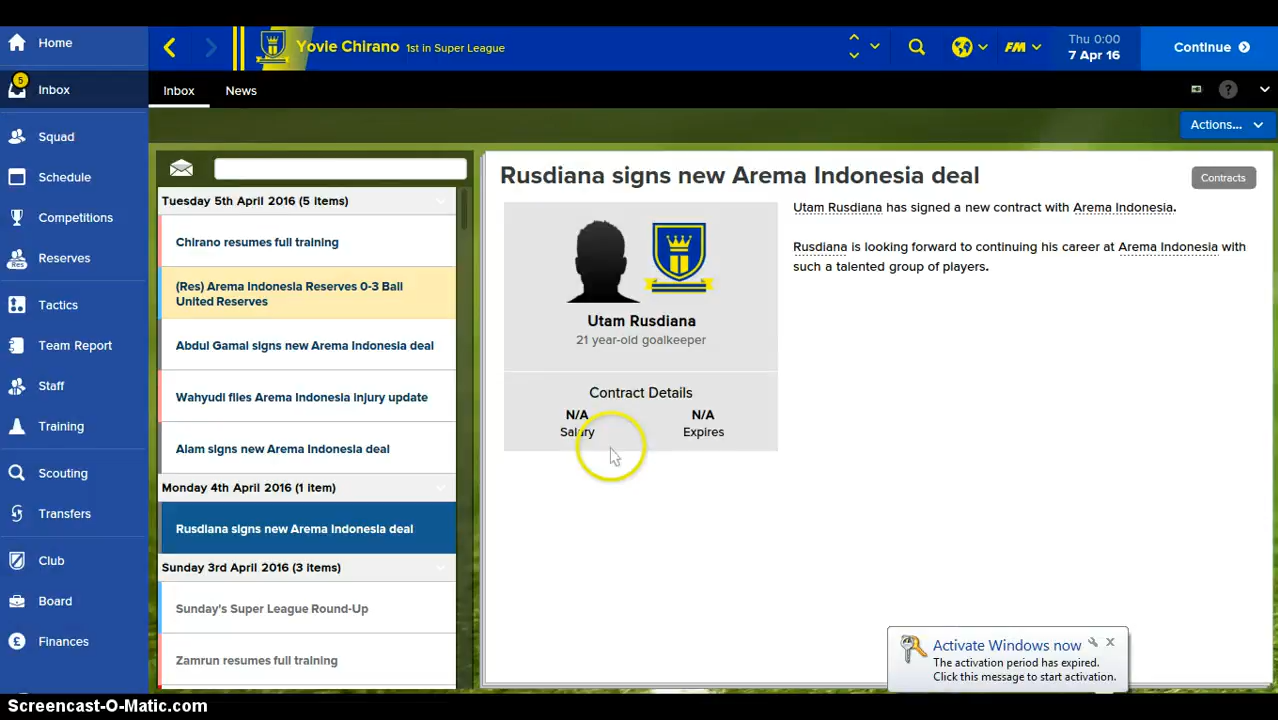 Home
Yovie Chirano 1st in Super League
FM
Thu 0:00
7 Apr 16
Continue
5
Inbox
Inbox
News
?
Actions...
Squad
Schedule
Competitions
Res
Reserves
Tactics
Team Report
Staff
Training
Scouting
Transfers
Club
Board
£
Finances
Tuesday 5th April 2016 (5 items)
Chirano resumes full training
(Res) Arema Indonesia Reserves 0-3 Bali
United Reserves
Abdul Gamal signs new Arema Indonesia deal
Wahyudi files Arema Indonesia injury update
Alam signs new Arema Indonesia deal
Monday 4th April 2016 (1 item)
Rusdiana signs new Arema Indonesia deal
Sunday 3rd April 2016 (3 items)
Sunday's Super League Round-Up
Zamrun resumes full training
Rusdiana signs new Arema Indonesia deal
Contracts
Utam Rusdiana has signed a new contract with Arema Indonesia.
Rusdiana is looking forward to continuing his career at Arema Indonesia with
such a talented group of players.
Utam Rusdiana
21 year-old goalkeeper
Contract Details
N/A
Salary
N/A
Expires
Activate Windows now
The activation period has expired.
Click this message to start activation.
Screencast-O-Matic.com